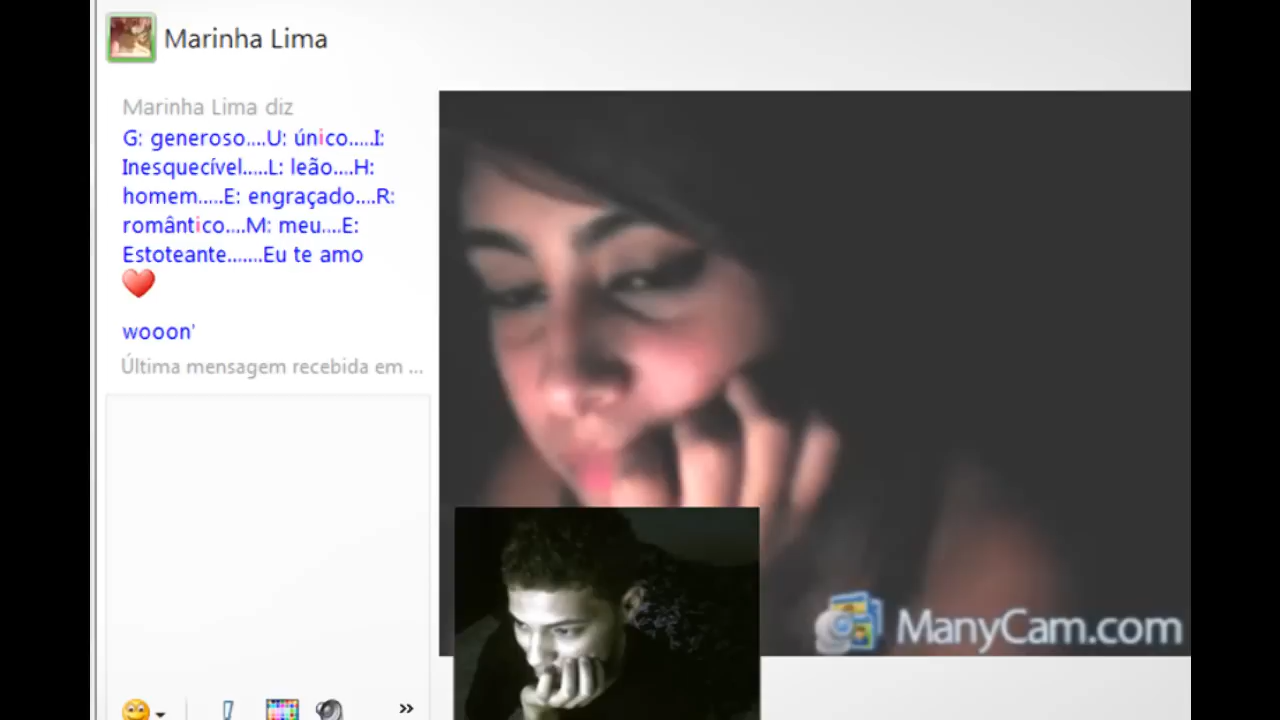 Marinha Lima
Marinha Lima diz
G: generoso....U: único.....I:
Inesquecível.....L: leão....H:
homem.....E: engraçado....R:
romântico....M: meu....E:
Estoteante.......Eu te amo
wooon'
Última mensagem recebida em ...
ManyCam.com